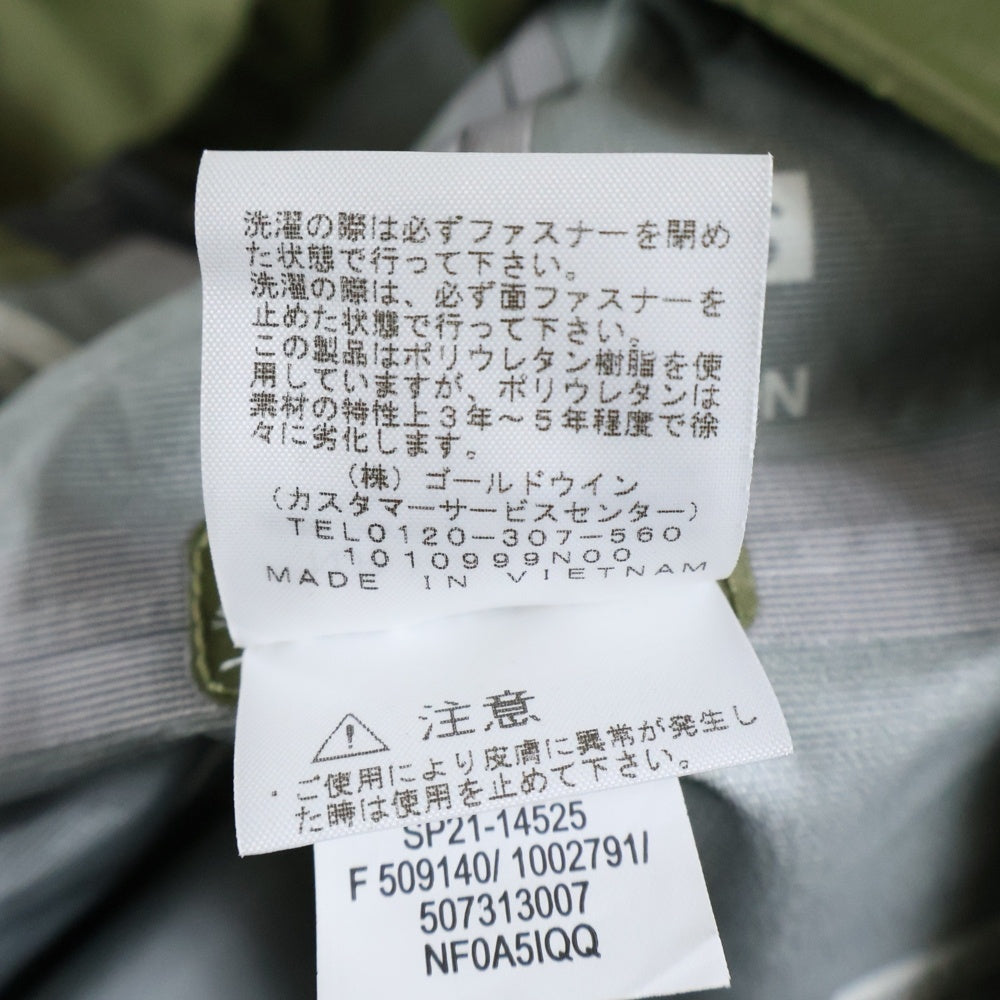 洗濯の際は必ずファスナーを閉め
た状態で行って下さい。
洗濯の際は、必ず面ファスナーを
止めた状態で行って下さい。
この製品はポリウレタン樹脂を使
用していますが、ポリウレタンは
素材の特性上3年～5年程度で徐
々に劣化します。
（株）ゴールドウイン
（カスタマーサービスセンター）
TEL0120-307-560
1010999N00
MADE IN VIETNAM
注意
・ご使用により皮膚に異常が発生し
た時は使用を止めて下さい。
SP21-14525
F 509140/ 1002791/
507313007
NF0A5IQQ
N